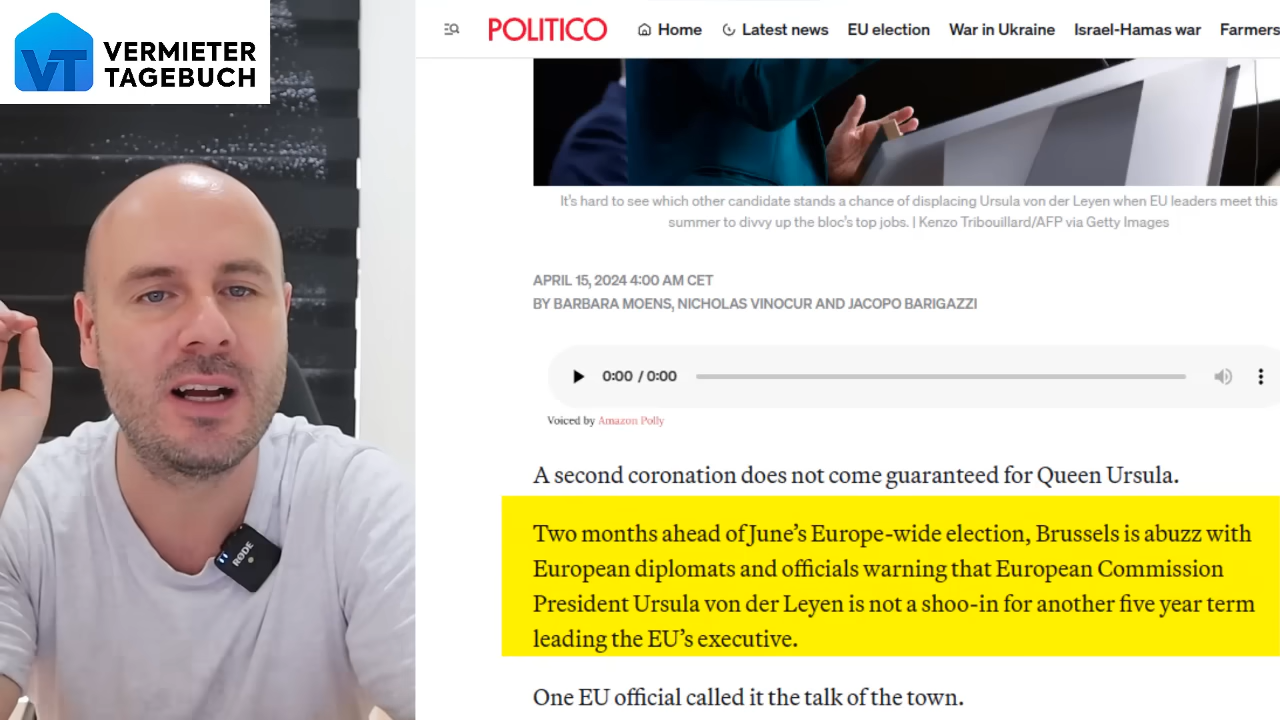 VERMIETER
TAGEBUCH
VT
POLITICO
Home
Latest news
EU election
War in Ukraine
Israel-Hamas war
Farmers
It's hard to see which other candidate stands a chance of displacing Ursula von der Leyen when EU leaders meet this
summer to divvy up the bloc's top jobs. | Kenzo Tribouillard/AFP via Getty Images
APRIL 15, 2024 4:00 AM CET
BY BARBARA MOENS, NICHOLAS VINOCUR AND JACOPO BARIGAZZI
0:00 / 0:00
Voiced by Amazon Polly
A second coronation does not come guaranteed for Queen Ursula.
Two months ahead of June's Europe-wide election, Brussels is abuzz with
European diplomats and officials warning that European Commission
President Ursula von der Leyen is not a shoo-in for another five year term
leading the EU's executive.
One EU official called it the talk of the town.
RØDE